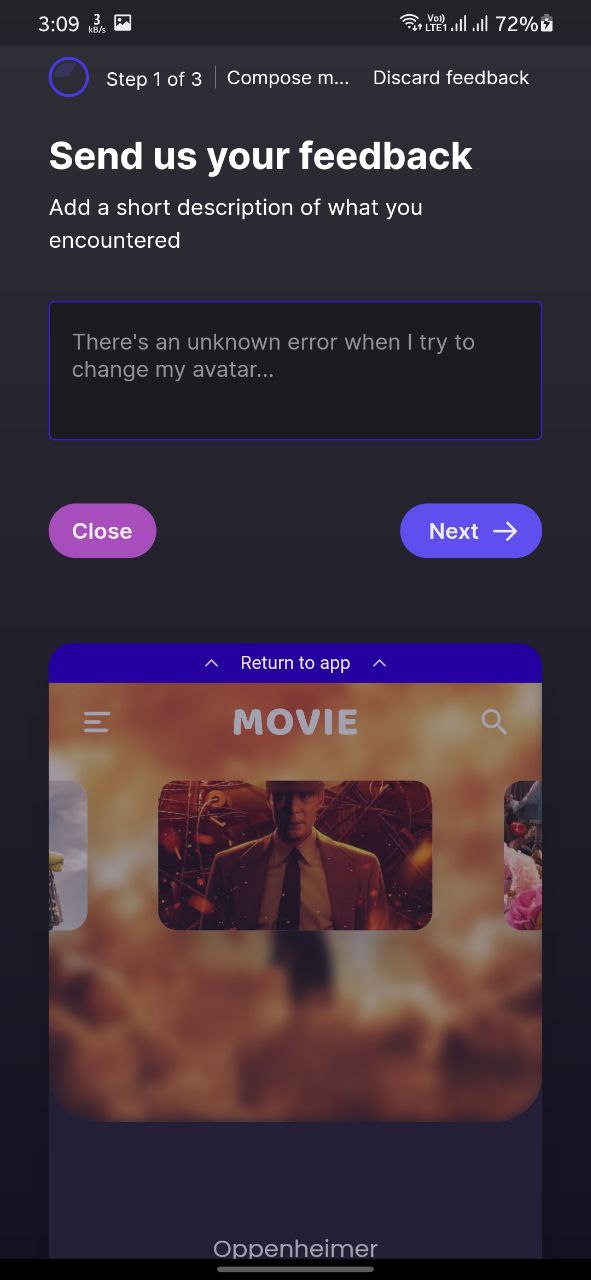 3:09 3 kB/s Vo) LTE1 72%
Step 1 of 3 Compose m... Discard feedback
Send us your feedback
Add a short description of what you
encountered
There's an unknown error when I try to
change my avatar...
Close Next
Return to app
MOVIE
Oppenheimer